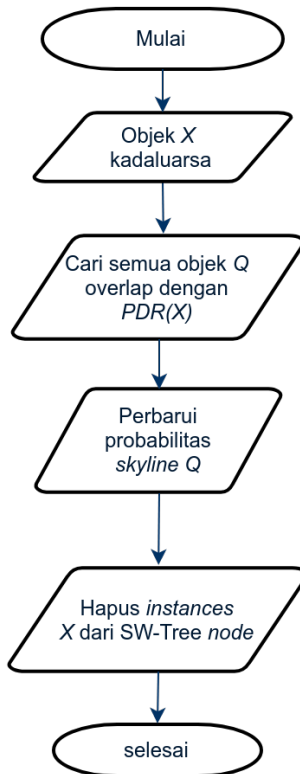 Mulai
Objek X
kadaluarsa
Cari semua objek Q
overlap dengan
PDR(X)
Perbarui
probabilitas
skyline Q
Hapus instances
X dari SW-Tree node
selesai